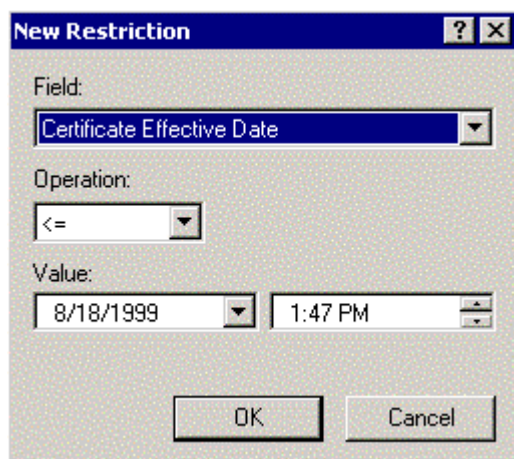 New Restriction
Field:
Certificate Effective Date
Operation:
<=
Value:
8/18/1999 1:47 PM
OK Cancel